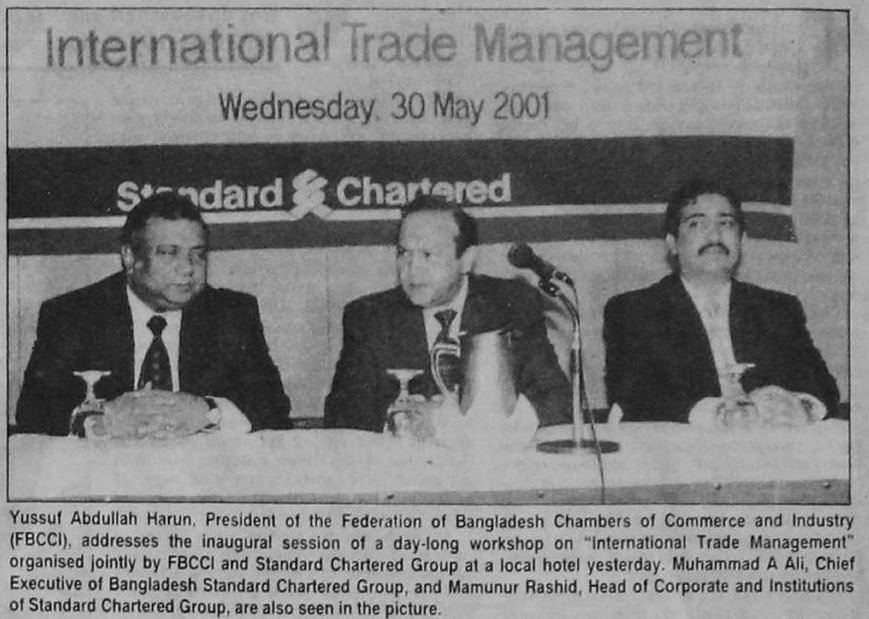 International Trade Management
Wednesday, 30 May 2001
Standard Chartered
Yussuf Abdullah Harun, President of the Federation of Bangladesh Chambers of Commerce and Industry
(FBCCI), addresses the inaugural session of a day-long workshop on “International Trade Management”
organised jointly by FBCCI and Standard Chartered Group at a local hotel yesterday. Muhammad A Ali, Chief
Executive of Bangladesh Standard Chartered Group, and Mamunur Rashid, Head of Corporate and Institutions
of Standard Chartered Group, are also seen in the picture.